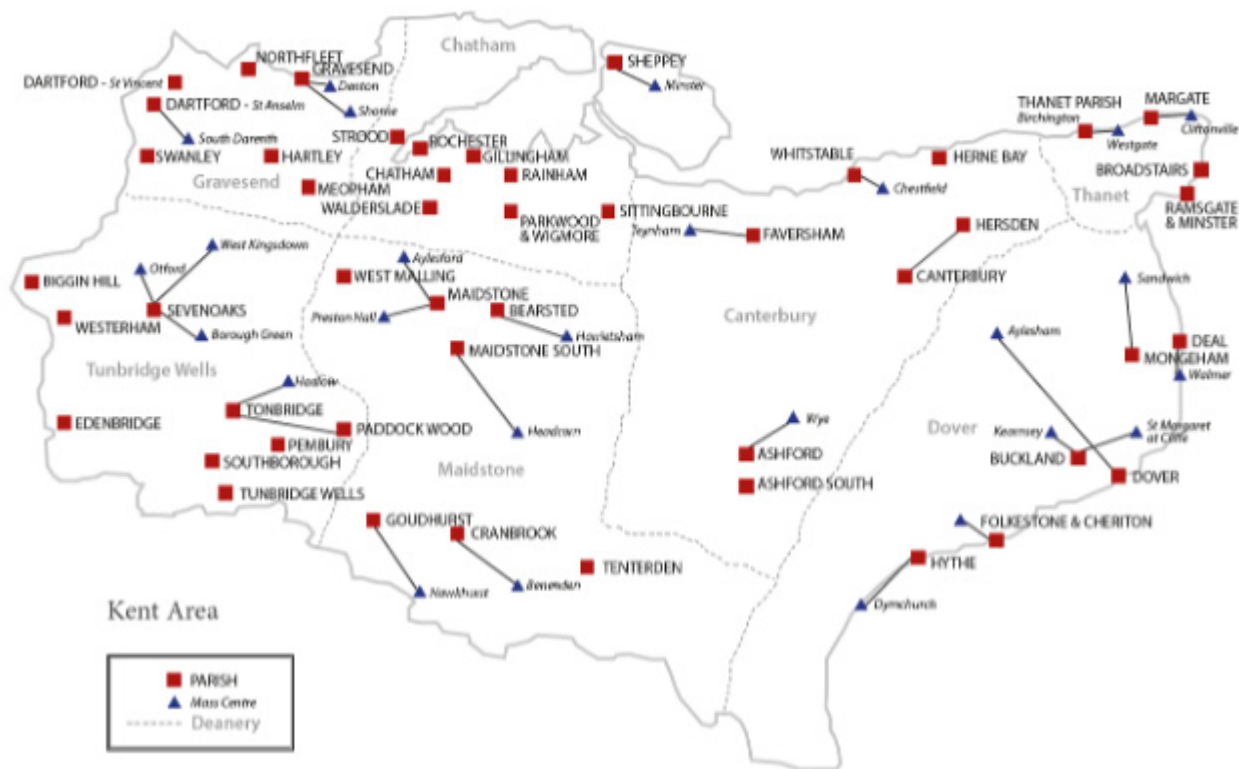 Chatham
NORTHFLEET
GRAVESEND
Denton
Shorne
DARTFORD - St Vincent
DARTFORD - St Anselm
South Darenth
SWANLEY
HARTLEY
Gravesend
MEOPHAM
STROOD
ROCHESTER
GILLINGHAM
CHATHAM
RAINHAM
WALDERSLADE
PARKWOOD
& WIGMORE
SITTINGBOURNE
SHEPPEY
Minster
Teynham
FAVERSHAM
WHITSTABLE
Chestfield
HERNE BAY
THANET PARISH
Birchington
Westgate
MARGATE
Cliftonville
BROADSTAIRS
Thanet
RAMSGATE
& MINSTER
HERSDEN
CANTERBURY
Canterbury
Sandwich
Aylesham
DEAL
MONGEHAM
Walmer
Dover
Kearnsey
St Margaret
at Cliffe
BUCKLAND
DOVER
FOLKESTONE & CHERITON
HYTHE
Dymchurch
Wye
ASHFORD
ASHFORD SOUTH
West Kingsdown
Otford
BIGGIN HILL
SEVENOAKS
WESTERHAM
Borough Green
Tunbridge Wells
TONBRIDGE
EDENBRIDGE
PEMBURY
SOUTHBOROUGH
TUNBRIDGE WELLS
PADDOCK WOOD
Aylesford
WEST MALLING
MAIDSTONE
Preston Hall
BEARSTED
MAIDSTONE SOUTH
Headcorn
Maidstone
GOUDHURST
CRANBROOK
Hawkhurst
Benenden
TENTERDEN
Kent Area
PARISH
Mass Centre
Deanery